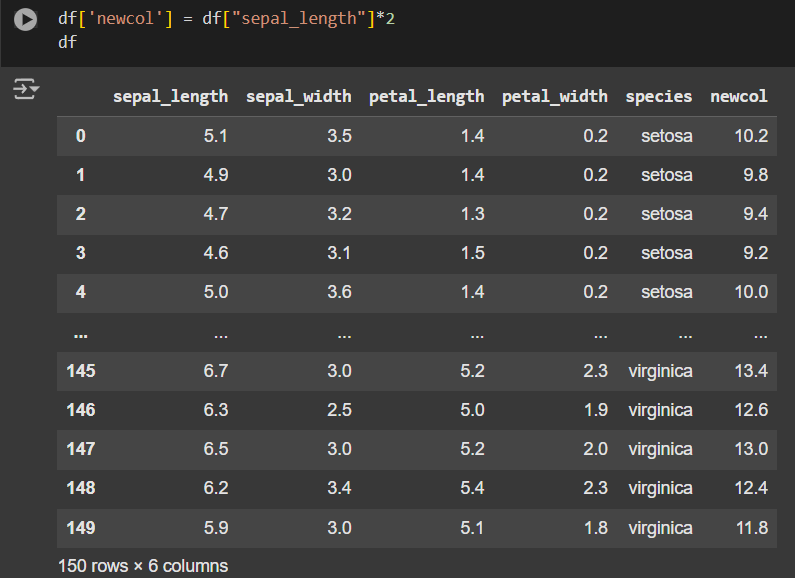 df['newcol'] = df["sepal_length"]*2
df
sepal_length sepal_width petal_length petal_width species newcol
0 5.1 3.5 1.4 0.2 setosa 10.2
1 4.9 3.0 1.4 0.2 setosa 9.8
2 4.7 3.2 1.3 0.2 setosa 9.4
3 4.6 3.1 1.5 0.2 setosa 9.2
4 5.0 3.6 1.4 0.2 setosa 10.0
... ... ... ... ... ... ...
145 6.7 3.0 5.2 2.3 virginica 13.4
146 6.3 2.5 5.0 1.9 virginica 12.6
147 6.5 3.0 5.2 2.0 virginica 13.0
148 6.2 3.4 5.4 2.3 virginica 12.4
149 5.9 3.0 5.1 1.8 virginica 11.8
150 rows × 6 columns